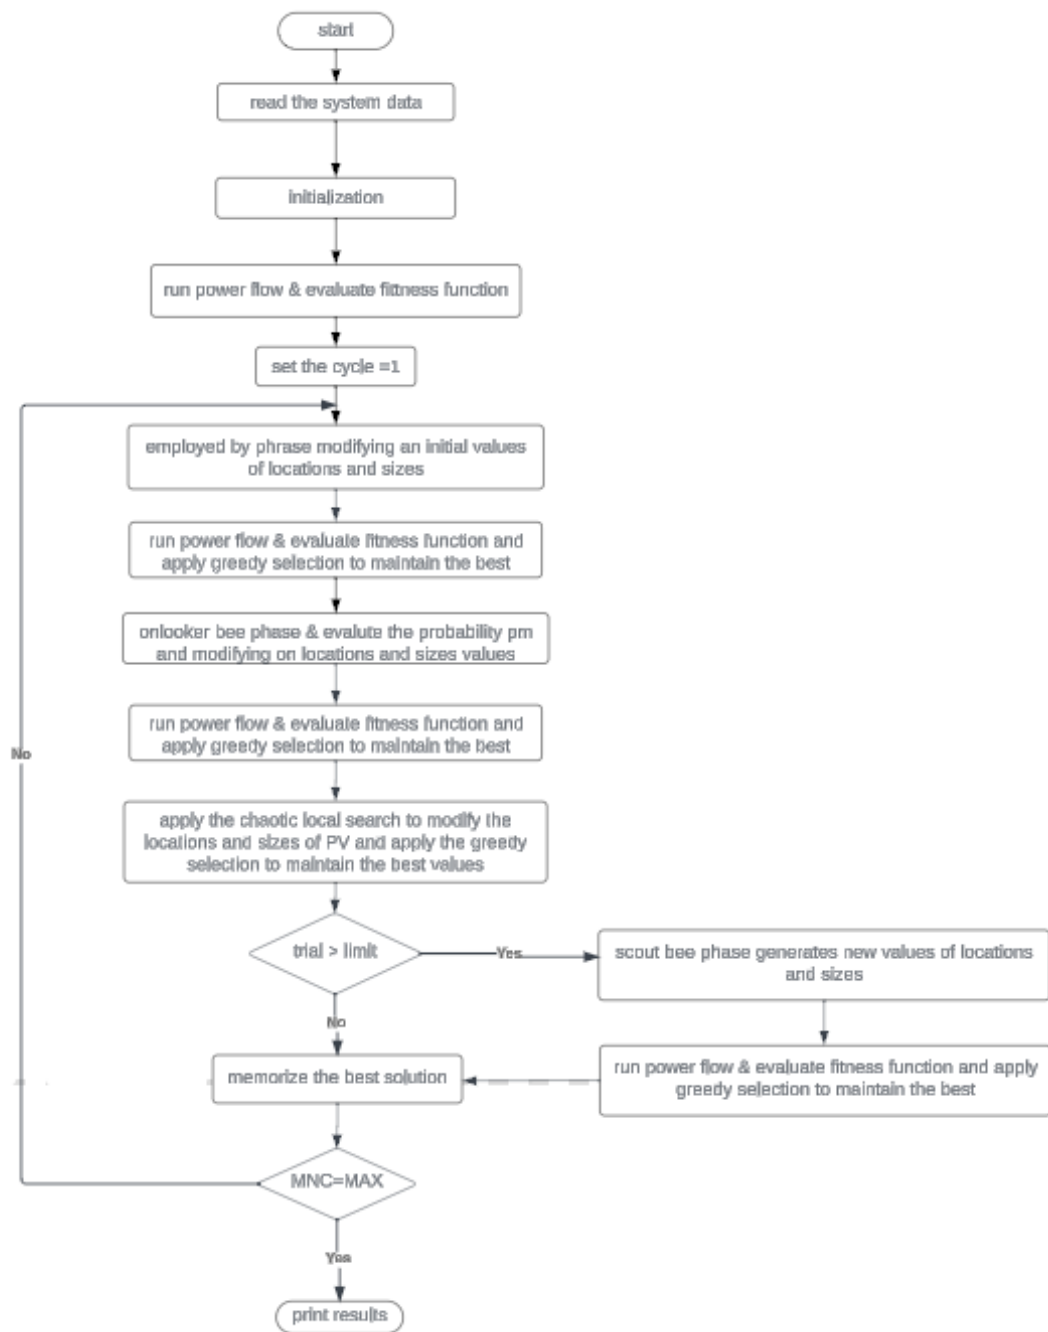 start
read the system data
initialization
run power flow & evaluate fittness function
set the cycle =1
employed by phrase modifying an initial values
of locations and sizes
run power flow & evaluate fitness function and
apply greedy selection to maintain the best
onlooker bee phase & evalute the probability pm
and modifying on locations and sizes values
run power flow & evaluate fitness function and
apply greedy selection to maintain the best
No
apply the chaotic local search to modify the
locations and sizes of PV and apply the greedy
selection to maintain the best values
trial > limit
Yes
scout bee phase generates new values of locations
and sizes
No
memorize the best solution
run power flow & evaluate fitness function and apply
greedy selection to maintain the best
MNC=MAX
Yes
print results